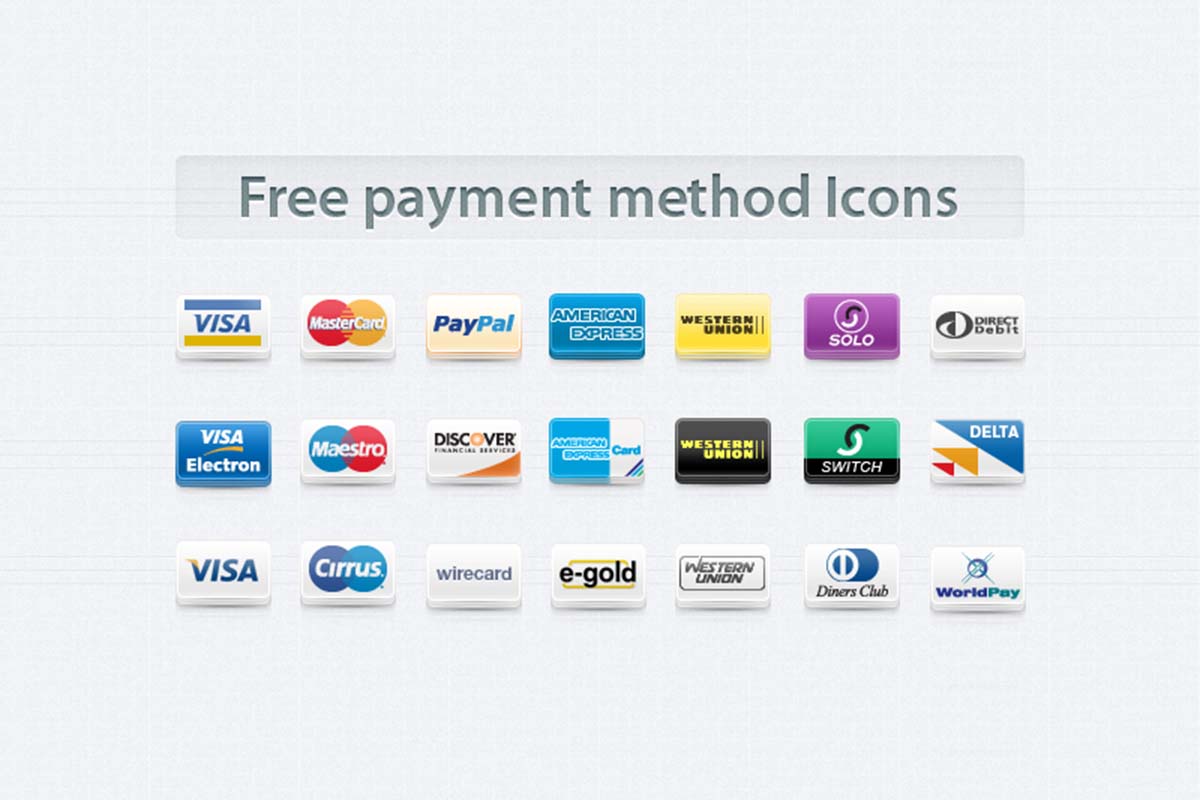 Free payment method Icons
VISA
MasterCard
PayPal
AMERICAN
EXPRESS
WESTERN
UNION
SOLO
DIRECT
Debit
VISA
Electron
Maestro
DISCOVER
FINANCIAL SERVICES
AMERICAN
EXPRESS
Card
WESTERN
UNION
SWITCH
DELTA
VISA
Cirrus
wirecard
e-gold
WESTERN
UNION
Diners Club
WorldPay